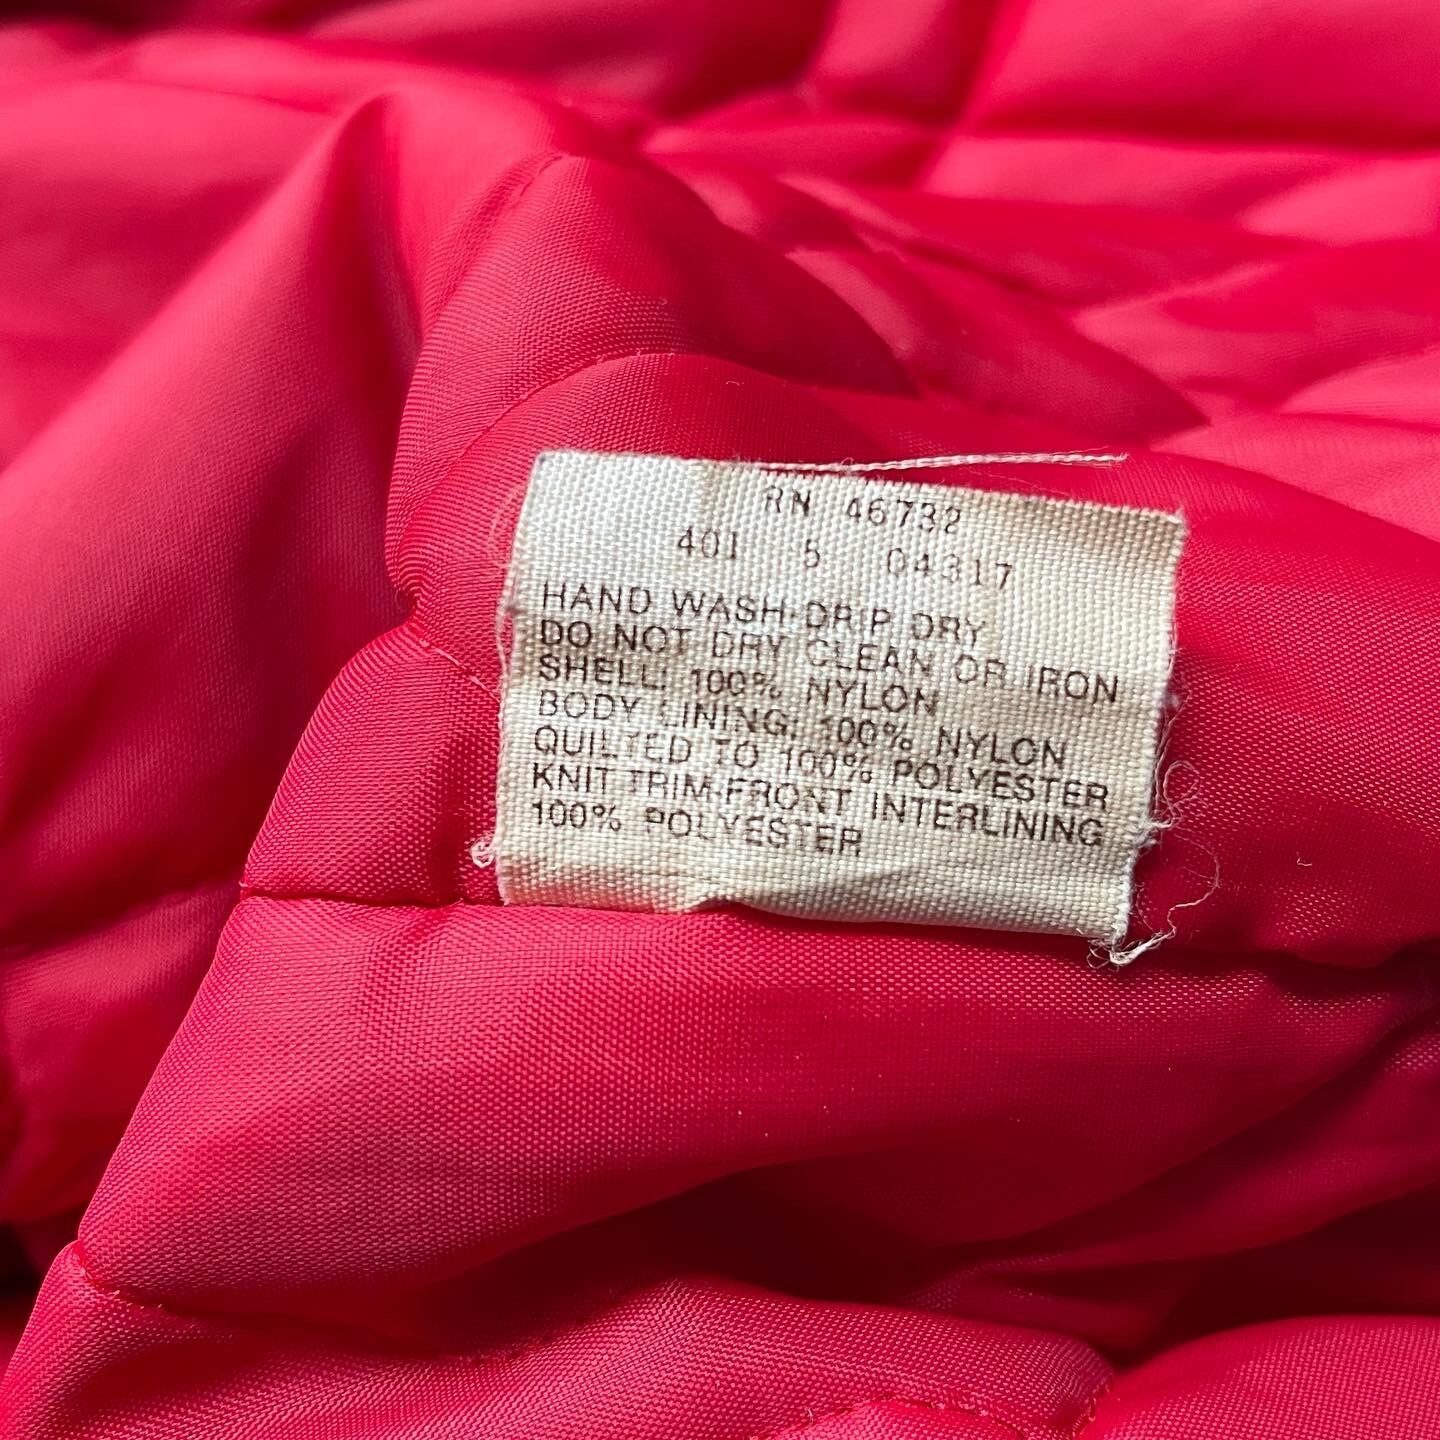 RN 46732
401 5 04317
HAND WASH-DRIP DRY
DO NOT DRY CLEAN OR IRON
SHELL: 100% NYLON
BODY LINING: 100% NYLON
QUILTED TO 100% POLYESTER
KNIT TRIM-FRONT INTERLINING
100% POLYESTER